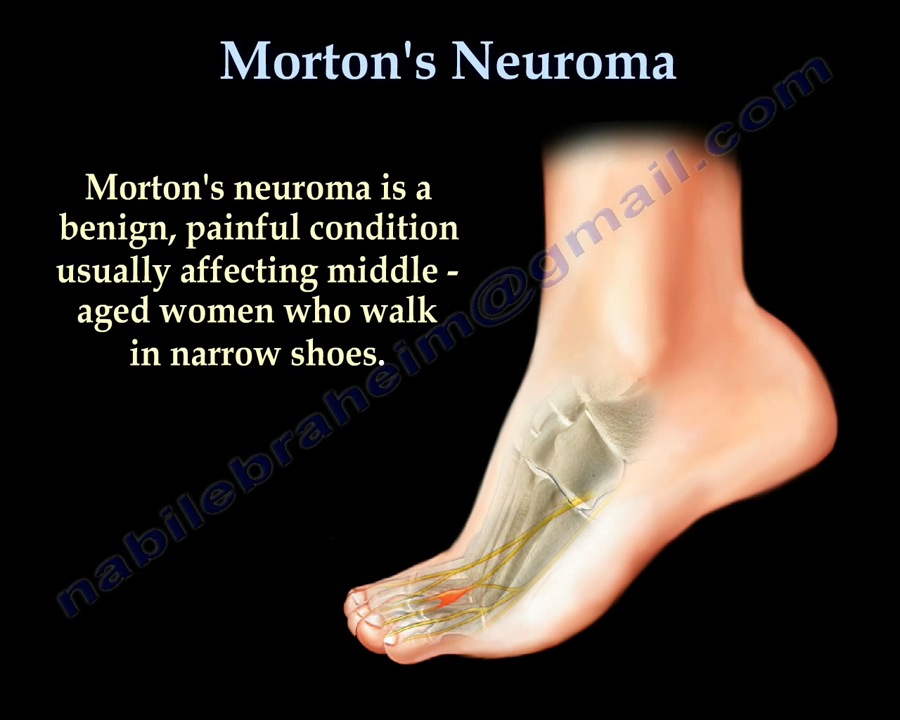 Morton's Neuroma
Morton's neuroma is a
benign, painful condition
usually affecting middle -
aged women who walk
in narrow shoes.
nabilebraheim@gmail.com